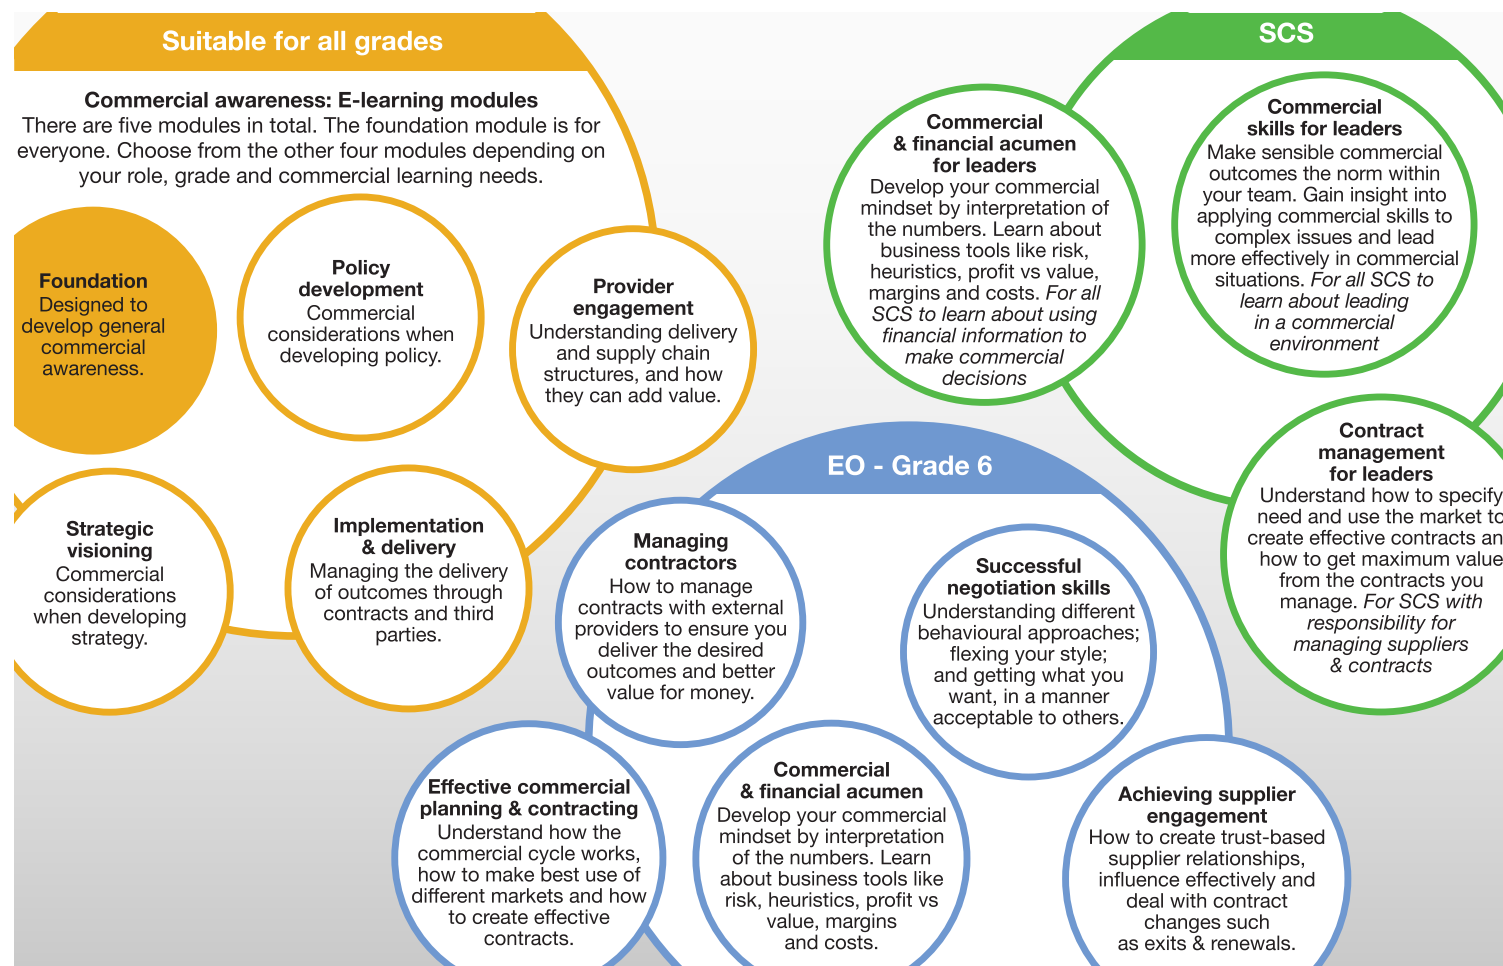 Suitable for all grades
Commercial awareness: E-learning modules
There are five modules in total. The foundation module is for
everyone. Choose from the other four modules depending on
your role, grade and commercial learning needs.
Foundation
Designed to
develop general
commercial
awareness.
Policy
development
Commercial
considerations when
developing policy.
Provider
engagement
Understanding delivery
and supply chain
structures, and how
they can add value.
Strategic
visioning
Commercial
considerations
when developing
strategy.
Implementation
& delivery
Managing the delivery
of outcomes through
contracts and third
parties.
SCS
Commercial
& financial acumen
for leaders
Develop your commercial
mindset by interpretation of
the numbers. Learn about
business tools like risk,
heuristics, profit vs value,
margins and costs. For all
SCS to learn about using
financial information to
make commercial
decisions
Commercial
skills for leaders
Make sensible commercial
outcomes the norm within
your team. Gain insight into
applying commercial skills to
complex issues and lead
more effectively in commercial
situations. For all SCS to
learn about leading
in a commercial
environment
Contract
management
for leaders
Understand how to specify
need and use the market to
create effective contracts an
how to get maximum value
from the contracts you
manage. For SCS with
responsibility for
managing suppliers
& contracts
EO - Grade 6
Managing
contractors
How to manage
contracts with external
providers to ensure you
deliver the desired
outcomes and better
value for money.
Successful
negotiation skills
Understanding different
behavioural approaches;
flexing your style;
and getting what you
want, in a manner
acceptable to others.
Effective commercial
planning & contracting
Understand how the
commercial cycle works,
how to make best use of
different markets and how
to create effective
contracts.
Commercial
& financial acumen
Develop your commercial
mindset by interpretation
of the numbers. Learn
about business tools like
risk, heuristics, profit vs
value, margins
and costs.
Achieving supplier
engagement
How to create trust-based
supplier relationships,
influence effectively and
deal with contract
changes such
as exits & renewals.